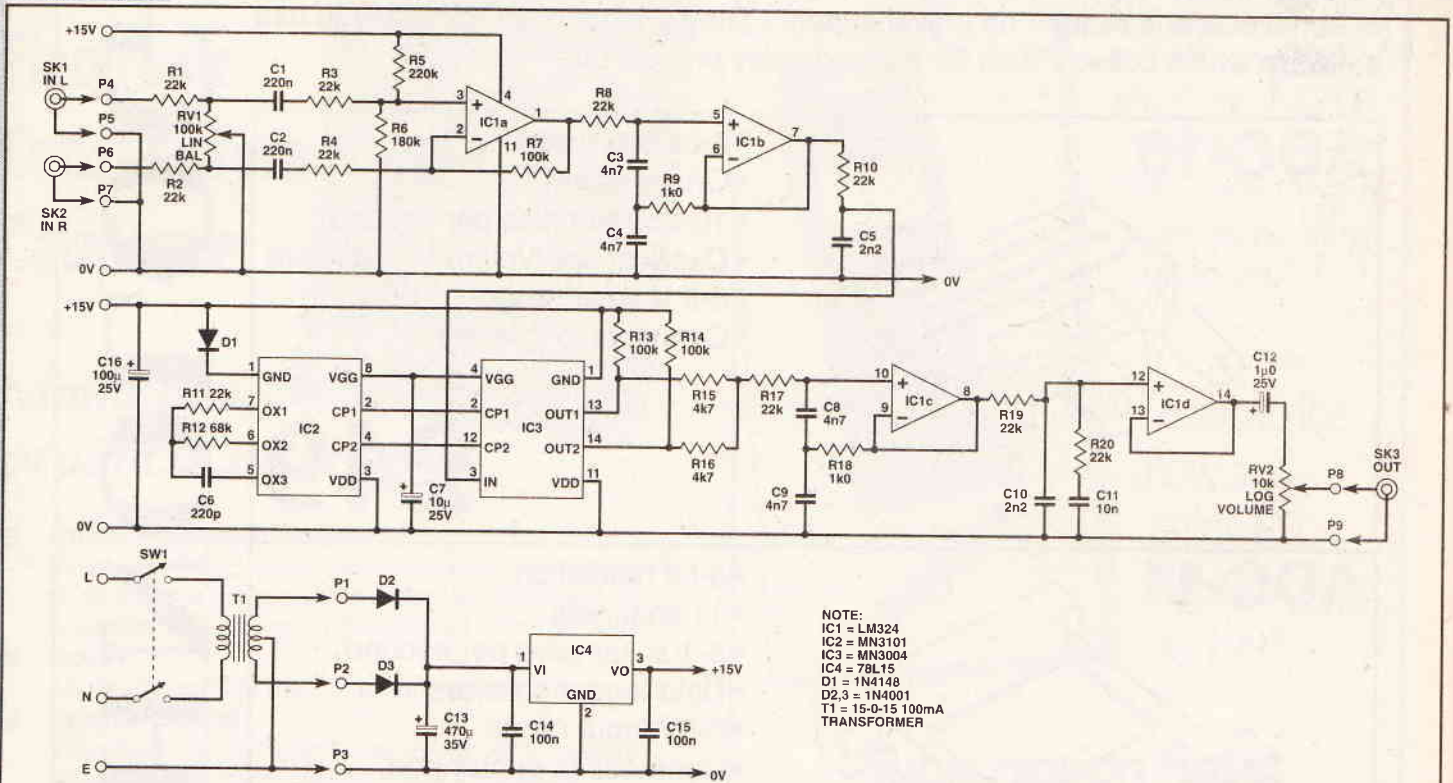 +15V
SK1
IN L
P4
P5
P6
P7
SK2
IN R
R1
22k
RV1
100k
LIN
BAL
R2
22k
C1
220n
C2
220n
R3
22k
R4
22k
R5
220k
R6
180k
3
+
2
−
4
IC1a
11
1
R7
100k
R8
22k
C3
4n7
R9
1k0
C4
4n7
5
+
6
−
IC1b
7
R10
22k
C5
2n2
0V
0V
+15V
C16
100µ
25V
+
D1
R11 22k
R12 68k
C6
220p
1
GND
7
OX1
6
OX2
5
OX3
IC2
VGG
8
CP1
2
CP2
4
VDD
3
+
C7
10µ
25V
4
VGG
2
CP1
12
CP2
3
IN
IC3
GND
1
OUT1
13
OUT2
14
VDD
11
R13
100k
R14
100k
R15
4k7
R16
4k7
R17
22k
C8
4n7
R18
1k0
C9
4n7
10
+
9
−
IC1c
8
R19
22k
R20
22k
C10
2n2
C11
10n
12
+
13
−
IC1d
14
C12
1µ0
25V
+
RV2
10k
LOG
VOLUME
P8
P9
SK3
OUT
0V
SW1
L
N
E
T1
P1
D2
P2
D3
P3
+
C13
470µ
35V
C14
100n
1
VI
IC4
VO
3
GND
2
C15
100n
+15V
0V
NOTE:
IC1 = LM324
IC2 = MN3101
IC3 = MN3004
IC4 = 78L15
D1 = 1N4148
D2,3 = 1N4001
T1 = 15-0-15 100mA
TRANSFORMER